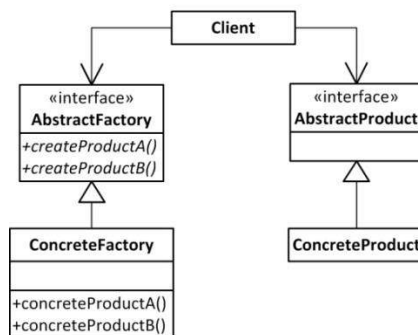 Client
«interface»
AbstractFactory
+createProductA()
+createProductB()
«interface»
AbstractProduct
ConcreteFactory
+concreteProductA()
+concreteProductB()
ConcreteProduct